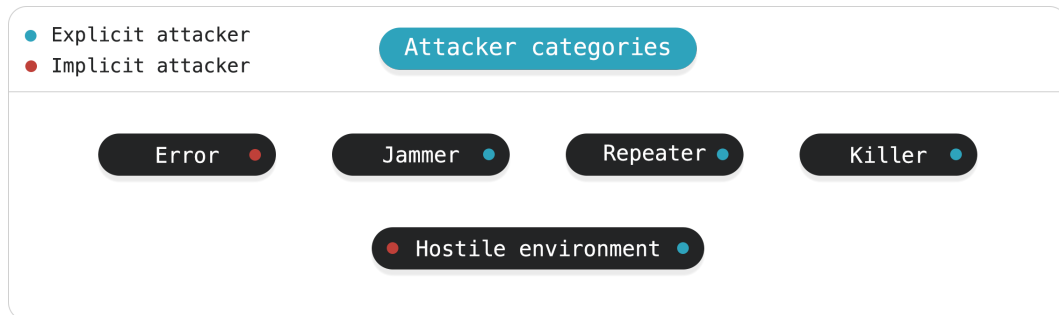 Explicit attacker
Implicit attacker
Attacker categories
Error
Jammer
Repeater
Killer
Hostile environment